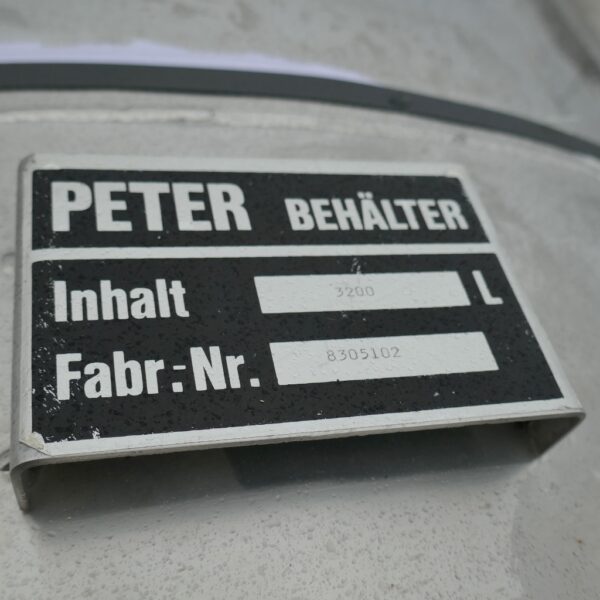 PETER BEHÄLTER
Inhalt 3200 L
Fabr.:Nr. 8305102